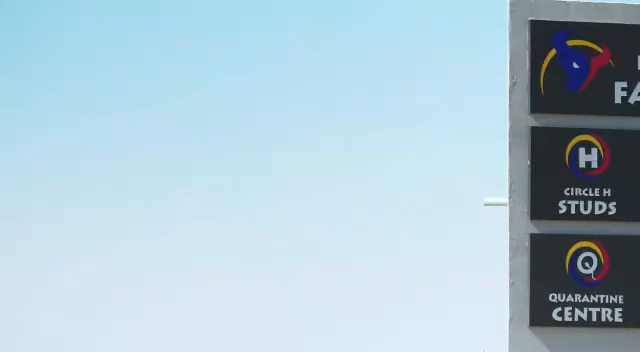 H
CIRCLE H
STUDS
Q
QUARANTINE
CENTRE